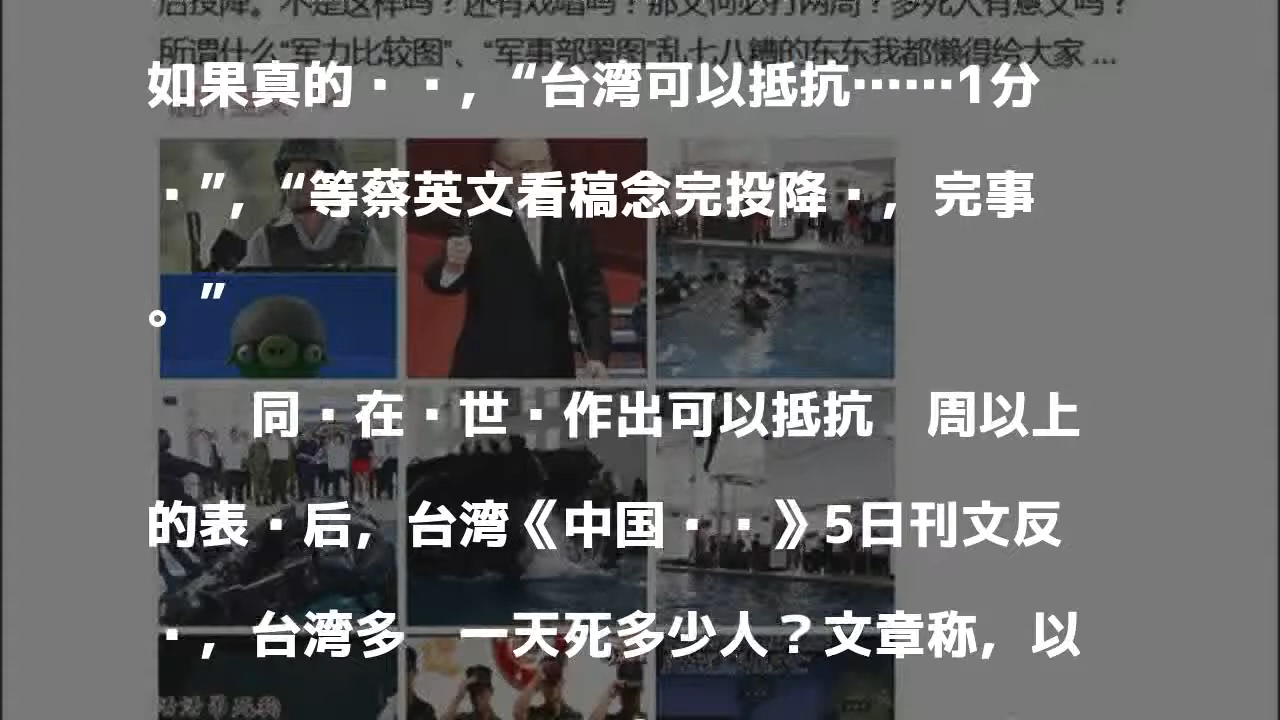 后投降。不是这样吗？还有戏唱吗？那又何必打两周？多死人有意义吗？
所谓什么“军力比较图”、“军事部署图”乱七八糟的东东我都懒得给大家 ...
如果真的··，“台湾可以抵抗……1分
·”，“等蔡英文看稿念完投降·，完事
。”
同·在·世·作出可以抵抗　周以上
的表·后，台湾《中国··》5日刊文反
·，台湾多　一天死多少人？文章称，以